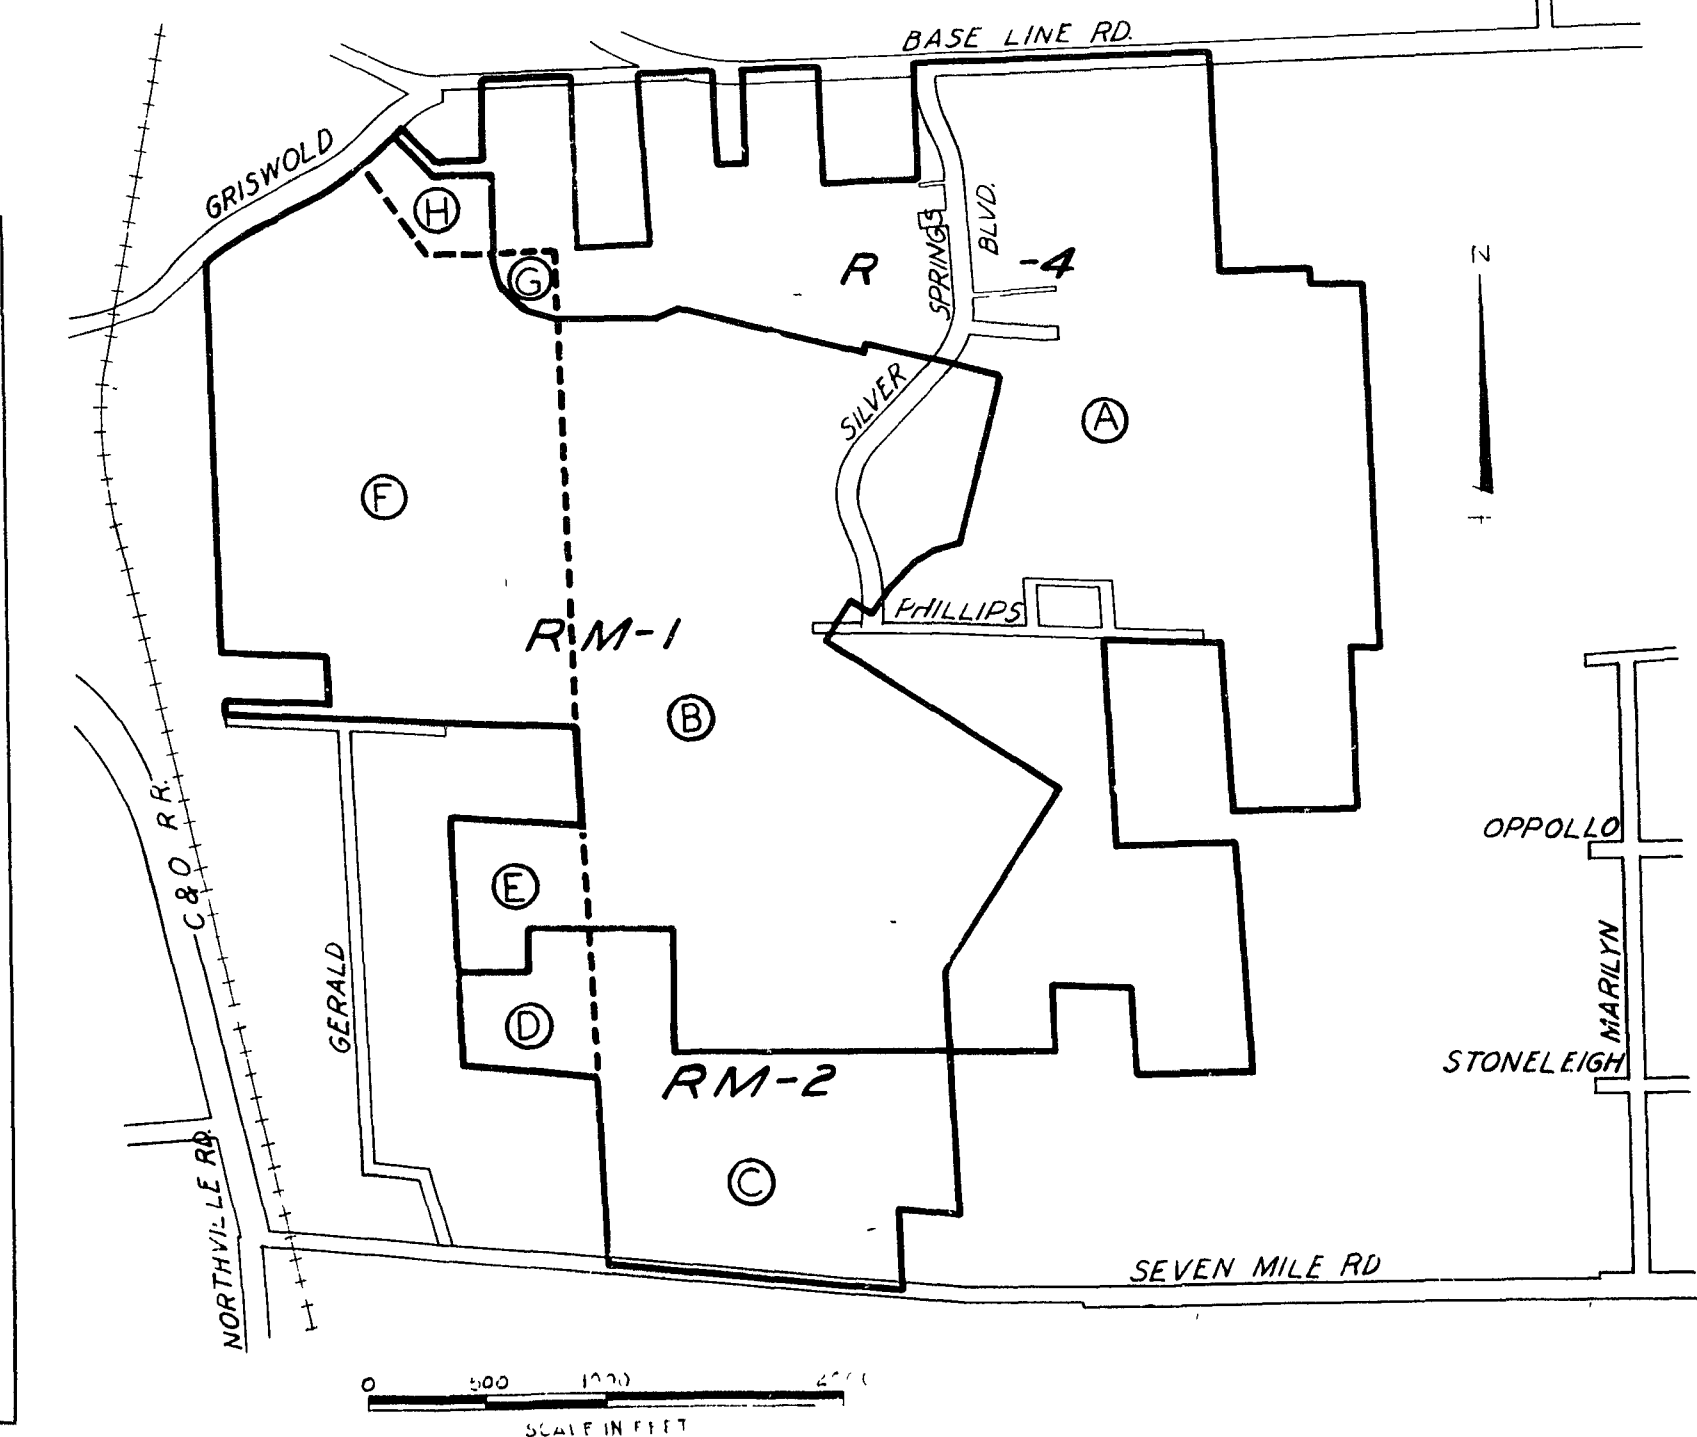 BASE LINE RD.
GRISWOLD
H
G
R -4
SPRINGS
BLVD.
N
SILVER
A
F
PHILLIPS
RM-1
B
C & O R R.
OPPOLLO
E
MARILYN
GERALD
D
STONELEIGH
RM-2
C
NORTHVILLE RD.
SEVEN MILE RD
0 500 1000
SCALE IN FEET